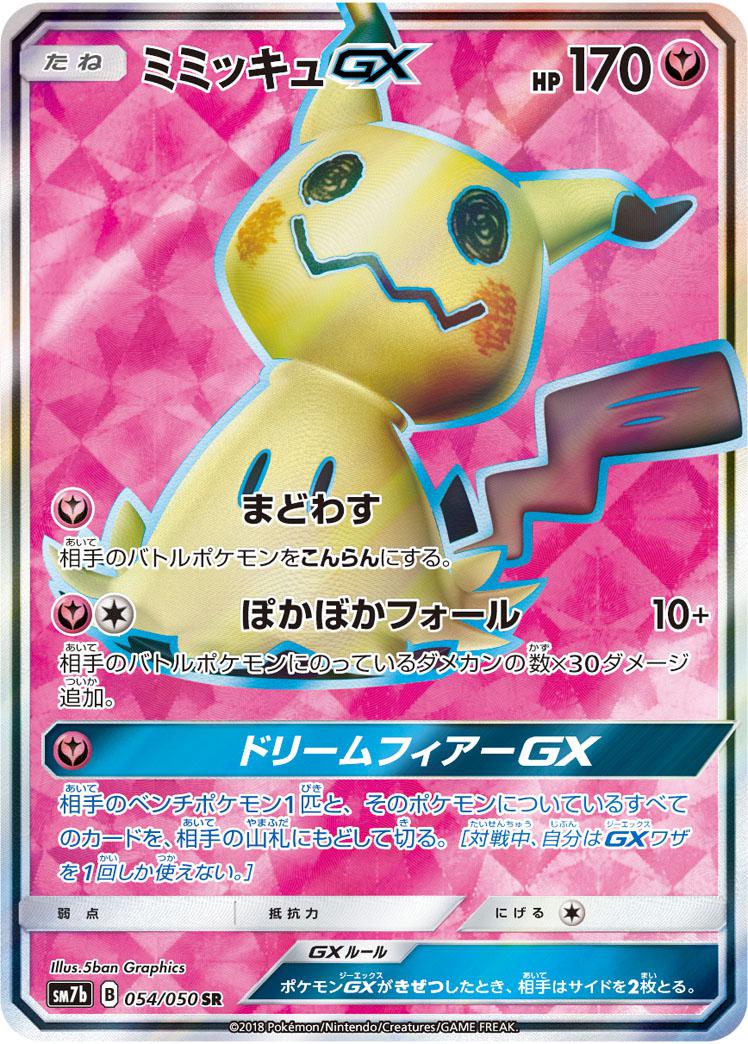 たね ミミッキュGX HP 170
まどわす
相手のバトルポケモンをこんらんにする。
ぽかぼかフォール 10+
相手のバトルポケモンにのっているダメカンの数×30ダメージ
追加。
ドリームフィアーGX
相手のベンチポケモン1匹と、そのポケモンについているすべて
のカードを、相手の山札にもどして切る。[対戦中、自分はGXワザ
を1回しか使えない。]
弱点 抵抗力 にげる
GXルール
ポケモンGXがきぜつしたとき、相手はサイドを2枚とる。
Illus.5ban Graphics
sm7b B 054/050 SR
©2018 Pokémon/Nintendo/Creatures/GAME FREAK.